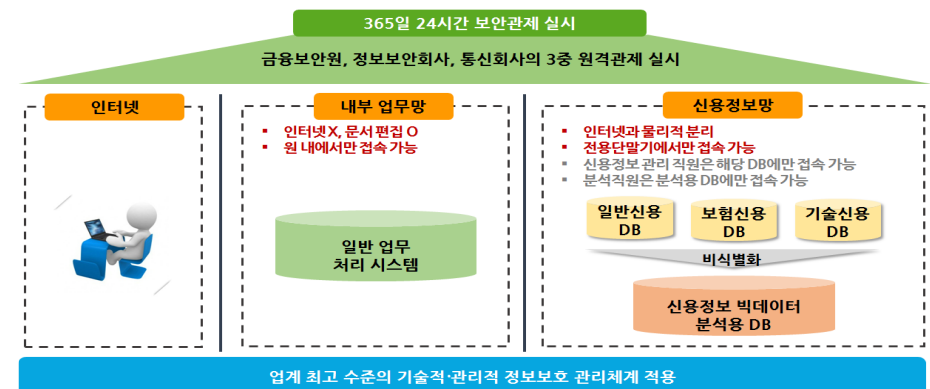 365일 24시간 보안관제 실시
금융보안원, 정보보안회사, 통신회사의 3중 원격관제 실시
인터넷
내부 업무망
▪ 인터넷 X, 문서 편집 O
▪ 원 내에서만 접속 가능
일반 업무
처리 시스템
신용정보망
▪ 인터넷과 물리적 분리
▪ 전용단말기에서만 접속 가능
▪ 신용정보 관리 직원은 해당 DB에만 접속 가능
▪ 분석직원은 분석용 DB에만 접속 가능
일반신용
DB
보험신용
DB
기술신용
DB
비식별화
신용정보 빅데이터
분석용 DB
업계 최고 수준의 기술적·관리적 정보보호 관리체계 적용